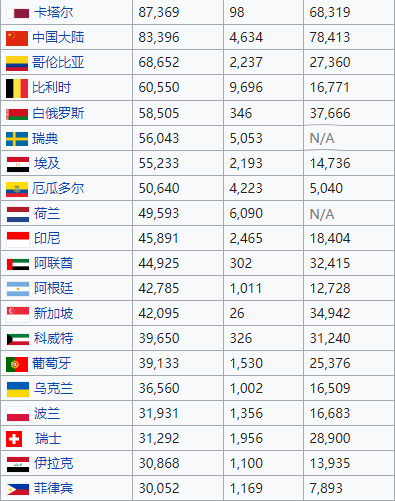 卡塔尔 87,369 98 68,319
中国大陆 83,396 4,634 78,413
哥伦比亚 68,652 2,237 27,360
比利时 60,550 9,696 16,771
白俄罗斯 58,505 346 37,666
瑞典 56,043 5,053 N/A
埃及 55,233 2,193 14,736
厄瓜多尔 50,640 4,223 5,040
荷兰 49,593 6,090 N/A
印尼 45,891 2,465 18,404
阿联酋 44,925 302 32,415
阿根廷 42,785 1,011 12,728
新加坡 42,095 26 34,942
科威特 39,650 326 31,240
葡萄牙 39,133 1,530 25,376
乌克兰 36,560 1,002 16,509
波兰 31,931 1,356 16,683
瑞士 31,292 1,956 28,900
伊拉克 30,868 1,100 13,935
菲律宾 30,052 1,169 7,893